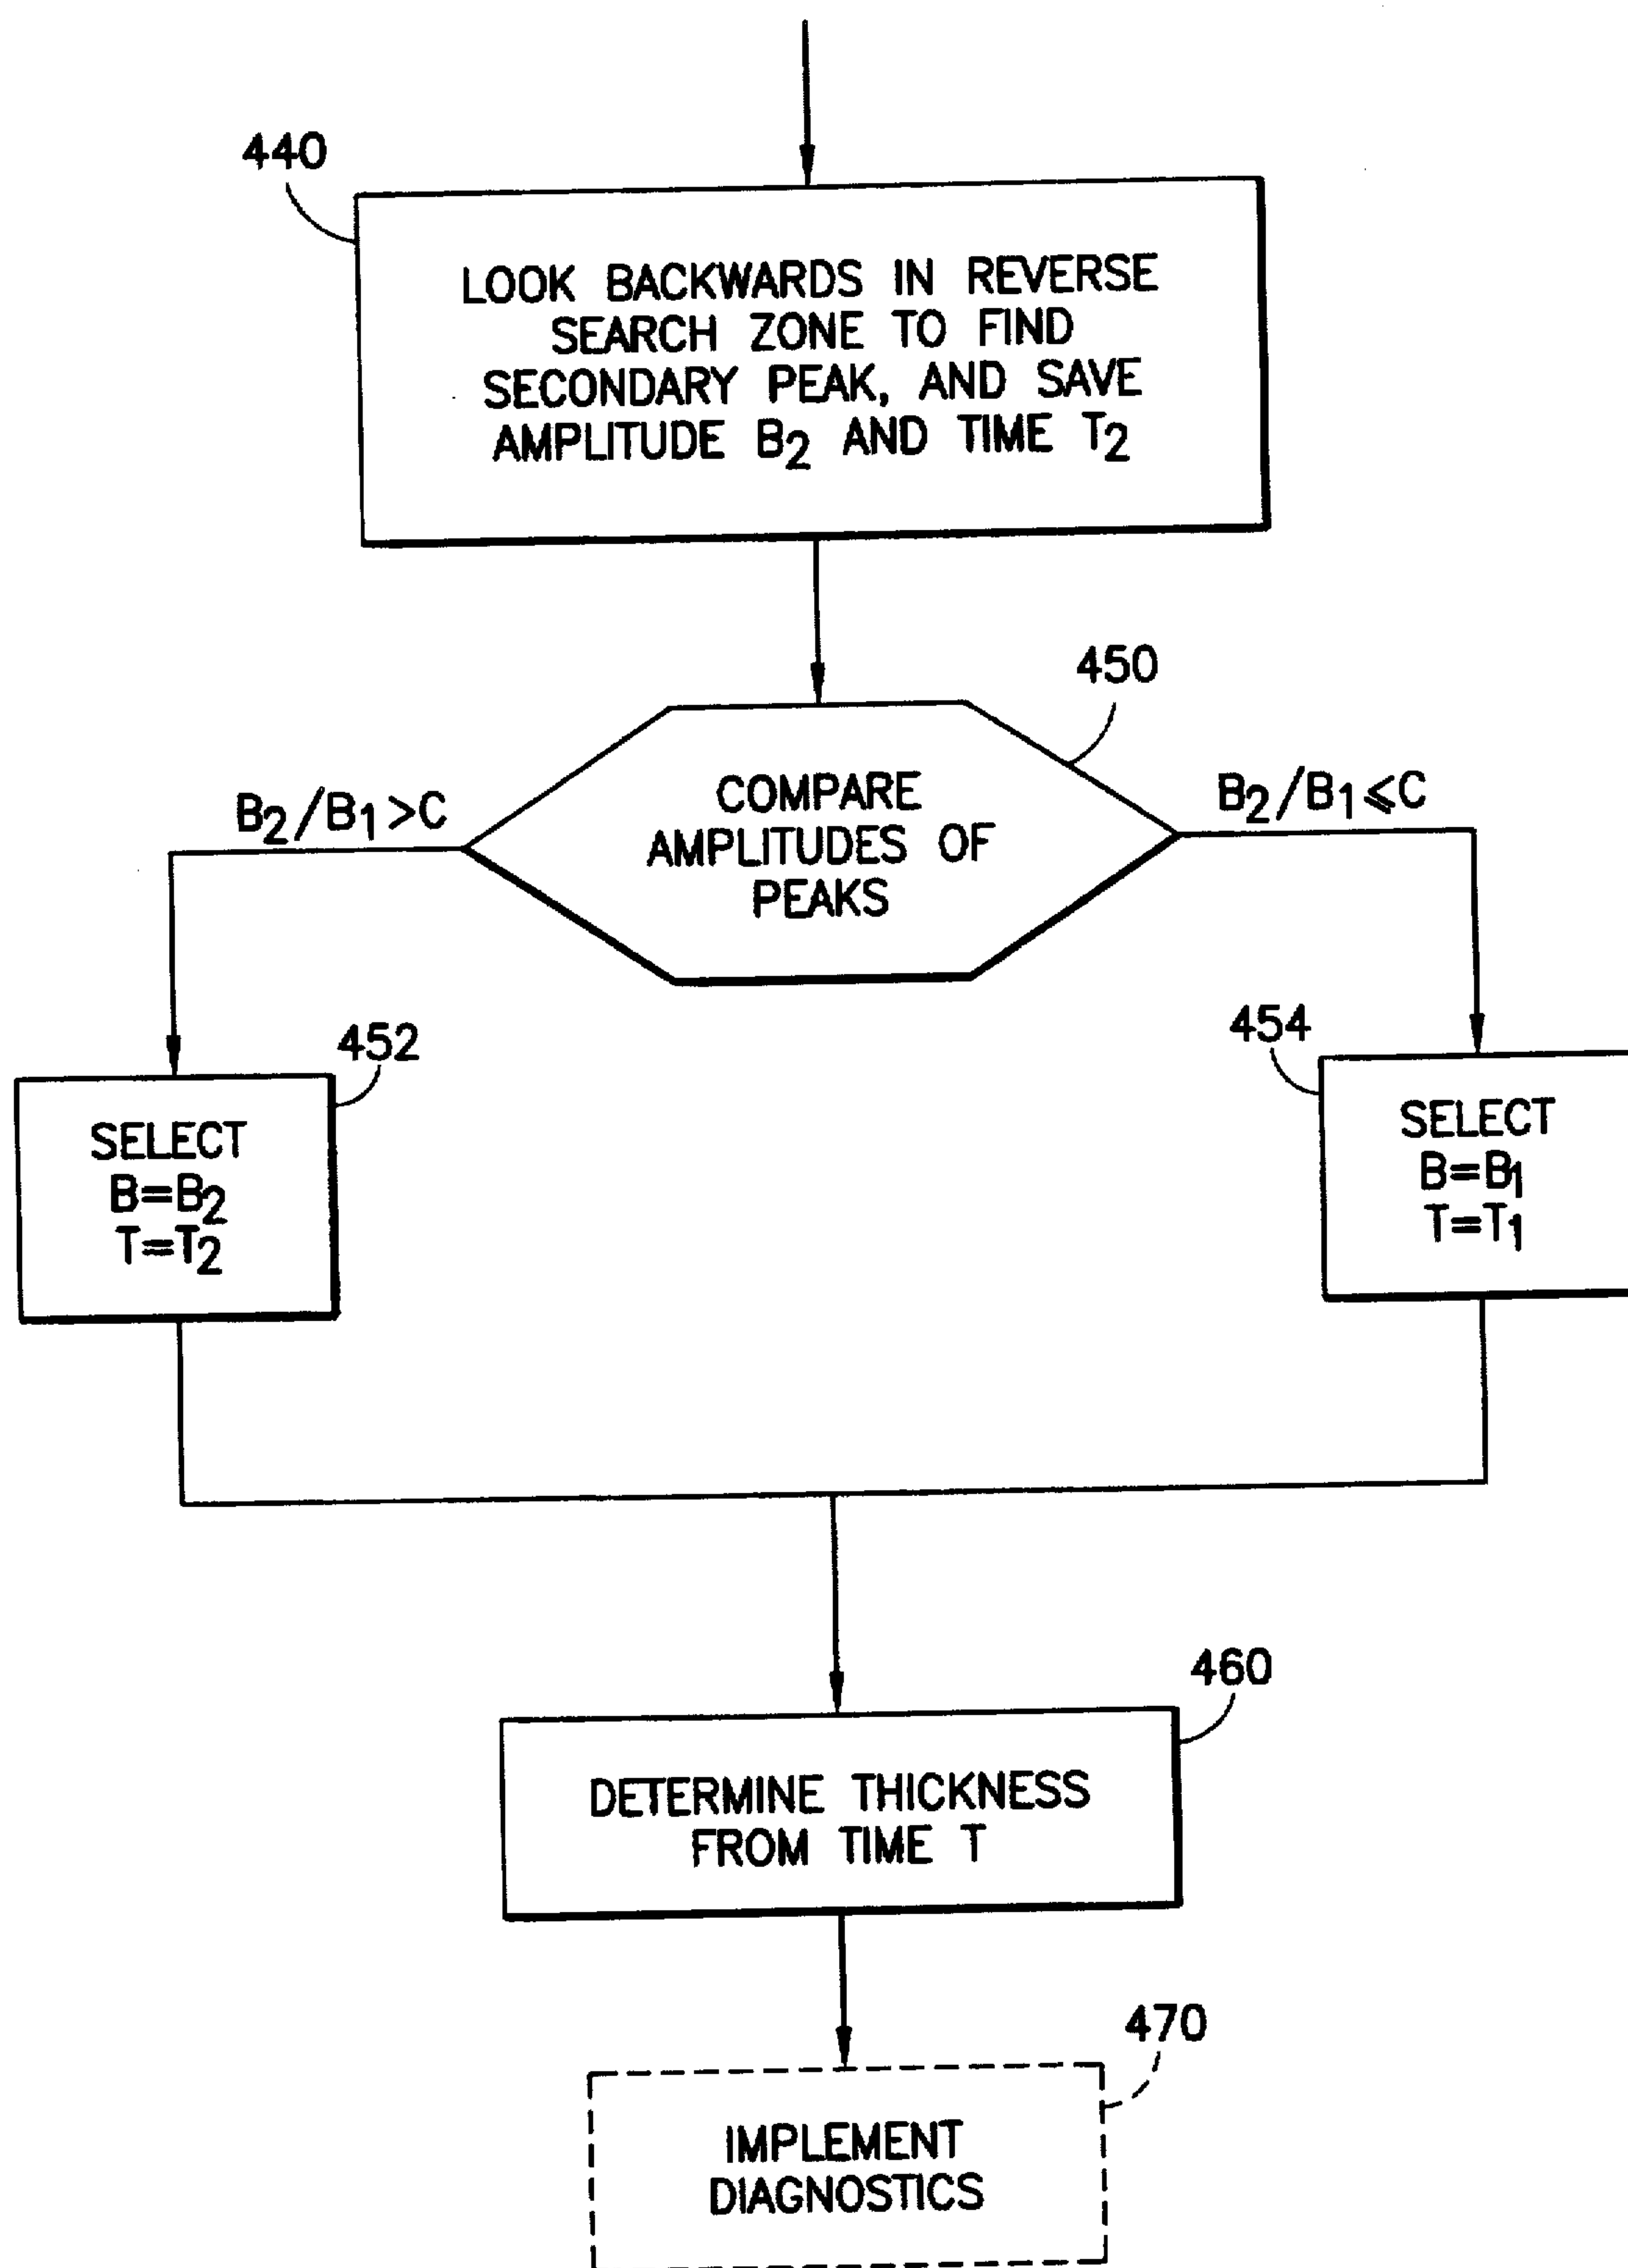 440
LOOK BACKWARDS IN REVERSE
SEARCH ZONE TO FIND
SECONDARY PEAK, AND SAVE
AMPLITUDE B2 AND TIME T2
450
COMPARE
AMPLITUDES OF
PEAKS
B2/B1>C
B2/B1⩽C
452
SELECT
B=B2
T=T2
454
SELECT
B=B1
T=T1
460
DETERMINE THICKNESS
FROM TIME T
470
IMPLEMENT
DIAGNOSTICS